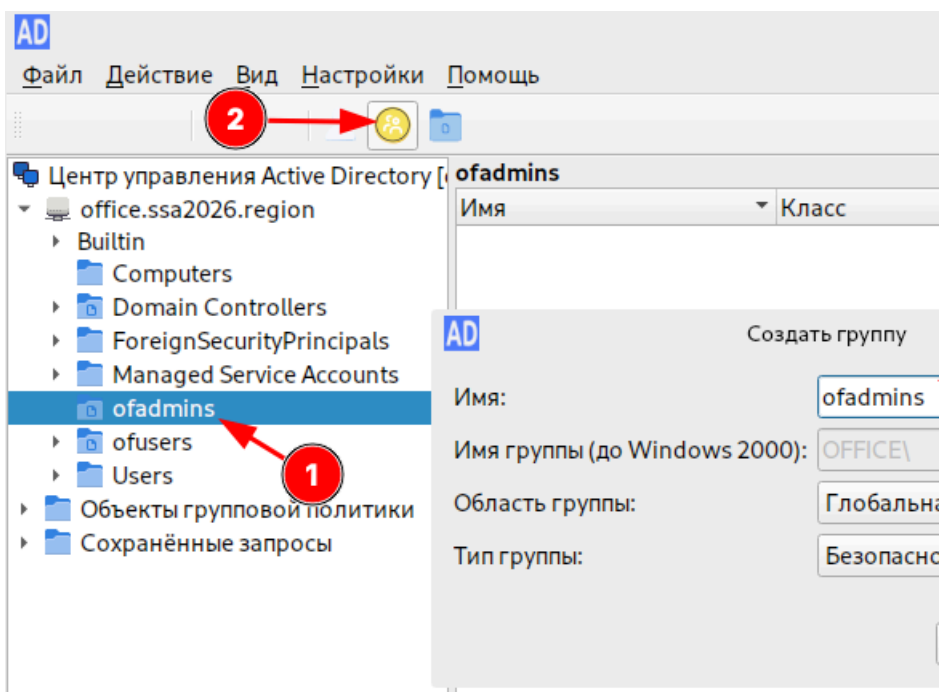 AD
Файл Действие Вид Настройки Помощь
2
Центр управления Active Directory [
ofadmins
office.ssa2026.region
Имя Класс
Builtin
Computers
Domain Controllers
ForeignSecurityPrincipals
Managed Service Accounts
ofadmins
ofusers
Users
1
Объекты групповой политики
Сохранённые запросы
AD Создать группу
Имя: ofadmins
Имя группы (до Windows 2000): OFFICE\
Область группы: Глобальна
Тип группы: Безопасно